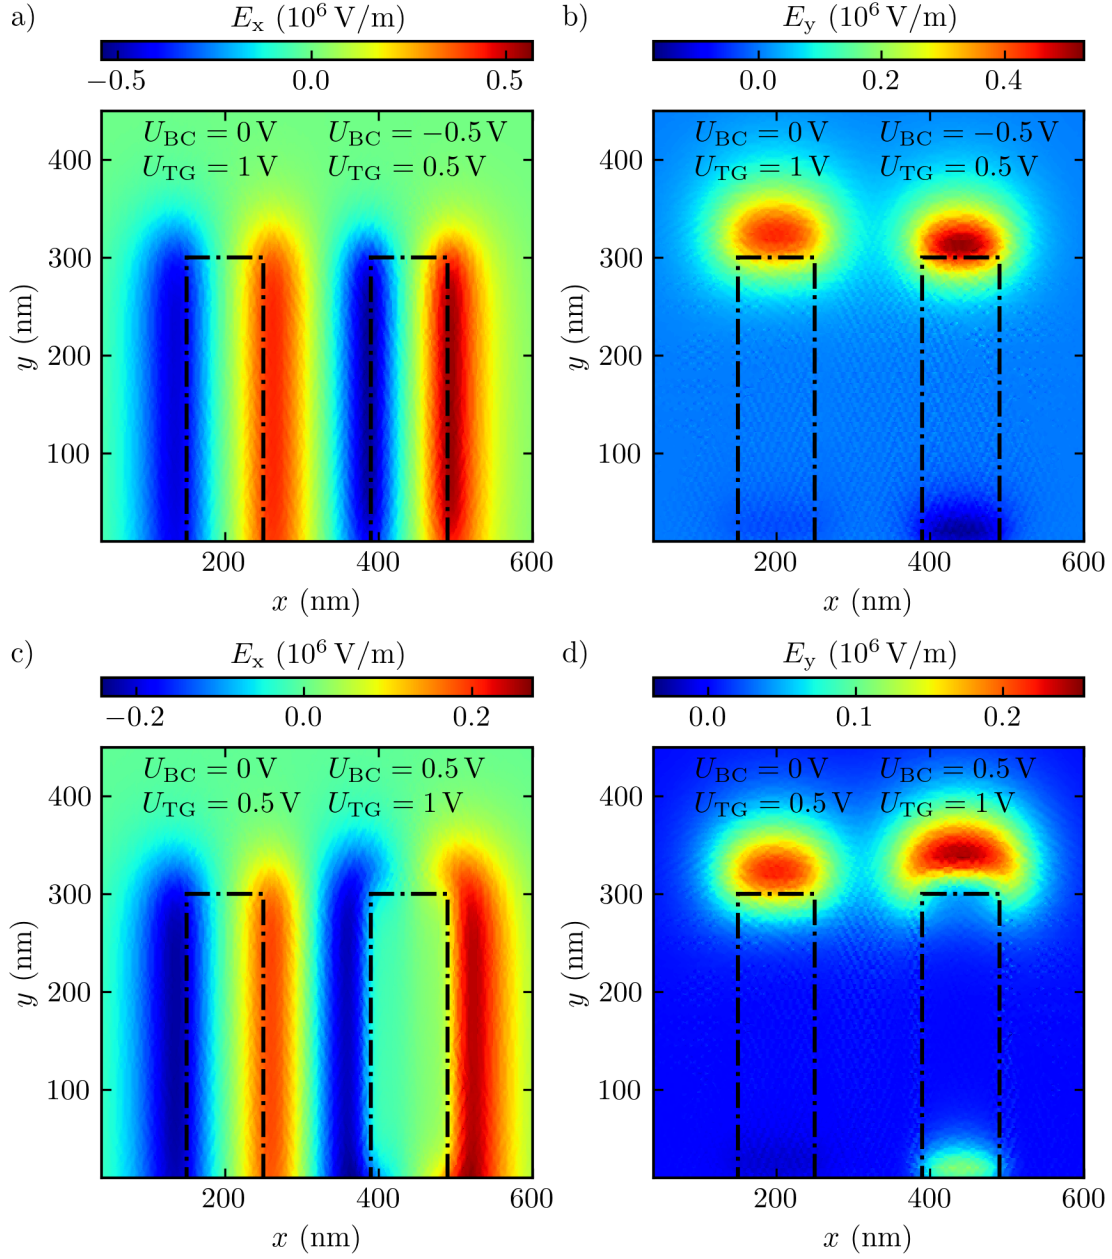 a)
E_x (10^6 V/m)
−0.5 0.0 0.5
U_BC = 0 V U_BC = −0.5 V
U_TG = 1 V U_TG = 0.5 V
400
300
200
100
y (nm)
200 400 600
x (nm)
b)
E_y (10^6 V/m)
0.0 0.2 0.4
U_BC = 0 V U_BC = −0.5 V
U_TG = 1 V U_TG = 0.5 V
400
300
200
100
y (nm)
200 400 600
x (nm)
c)
E_x (10^6 V/m)
−0.2 0.0 0.2
U_BC = 0 V U_BC = 0.5 V
U_TG = 0.5 V U_TG = 1 V
400
300
200
100
y (nm)
200 400 600
x (nm)
d)
E_y (10^6 V/m)
0.0 0.1 0.2
U_BC = 0 V U_BC = 0.5 V
U_TG = 0.5 V U_TG = 1 V
400
300
200
100
y (nm)
200 400 600
x (nm)